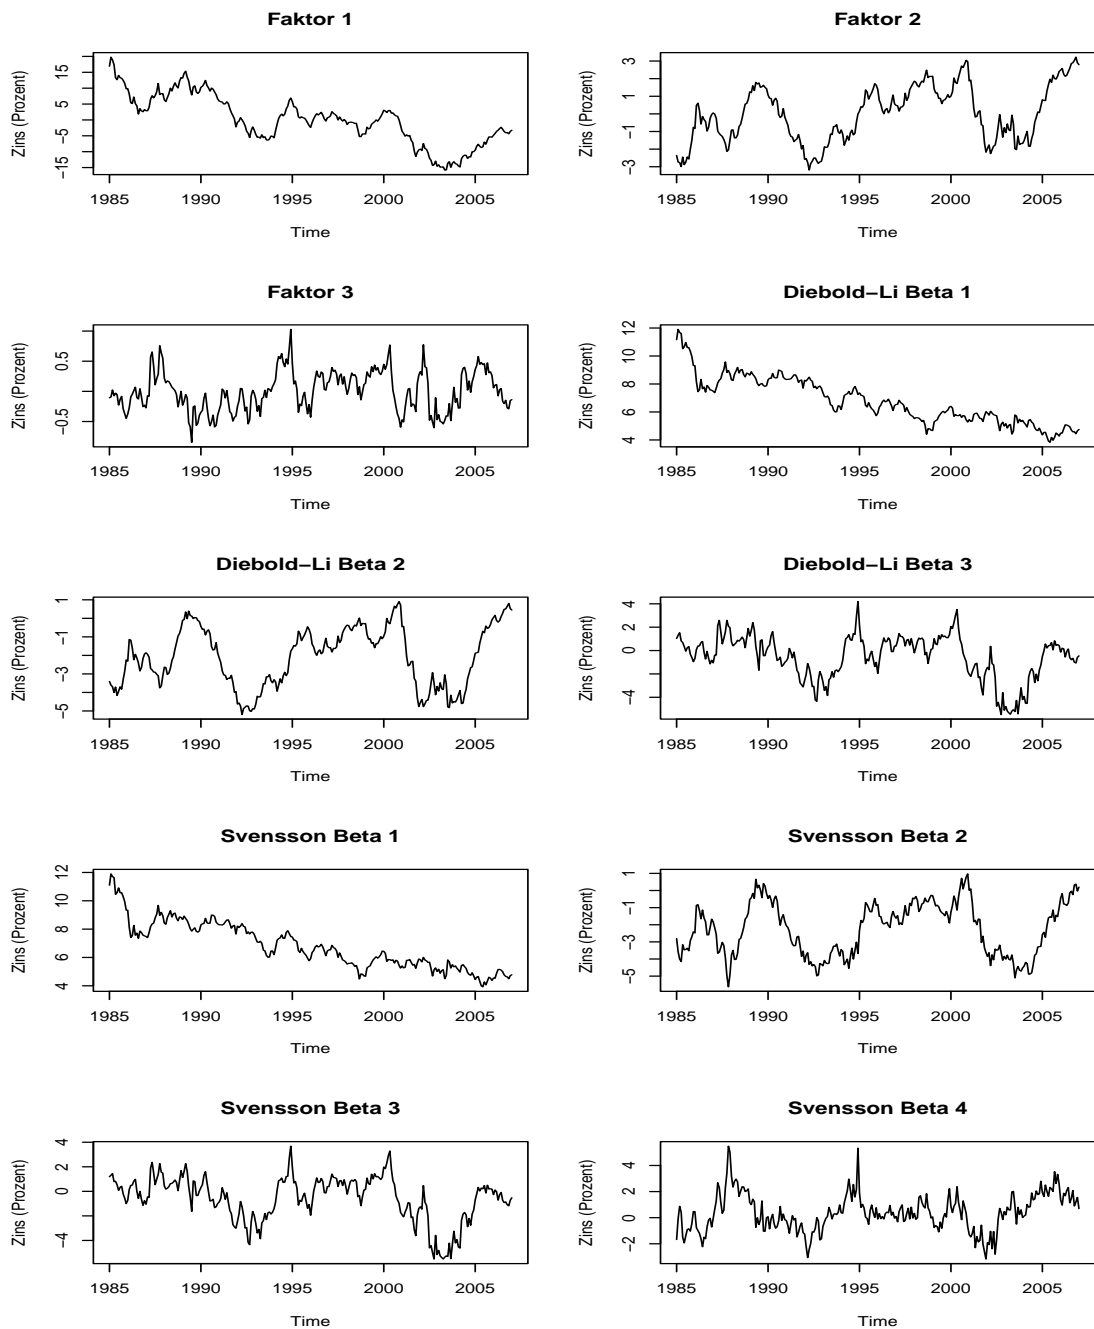 Faktor 1
Zins (Prozent)
15
5
−5
−15
1985 1990 1995 2000 2005
Time
Faktor 2
Zins (Prozent)
3
1
−1
−3
1985 1990 1995 2000 2005
Time
Faktor 3
Zins (Prozent)
0.5
−0.5
1985 1990 1995 2000 2005
Time
Diebold−Li Beta 1
Zins (Prozent)
12
10
8
6
4
1985 1990 1995 2000 2005
Time
Diebold−Li Beta 2
Zins (Prozent)
1
−1
−3
−5
1985 1990 1995 2000 2005
Time
Diebold−Li Beta 3
Zins (Prozent)
4
2
0
−4
1985 1990 1995 2000 2005
Time
Svensson Beta 1
Zins (Prozent)
12
10
8
6
4
1985 1990 1995 2000 2005
Time
Svensson Beta 2
Zins (Prozent)
1
−1
−3
−5
1985 1990 1995 2000 2005
Time
Svensson Beta 3
Zins (Prozent)
4
2
0
−4
1985 1990 1995 2000 2005
Time
Svensson Beta 4
Zins (Prozent)
4
2
0
−2
1985 1990 1995 2000 2005
Time